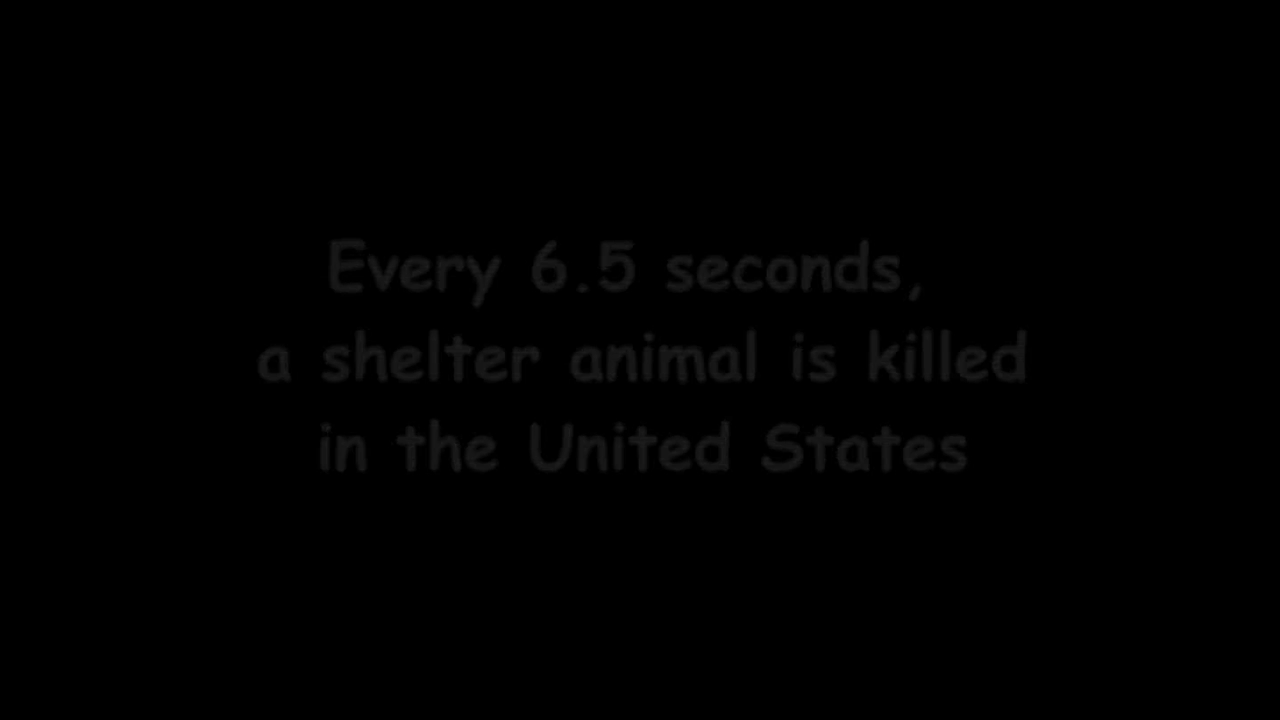 Every 6.5 seconds,
a shelter animal is killed
in the United States